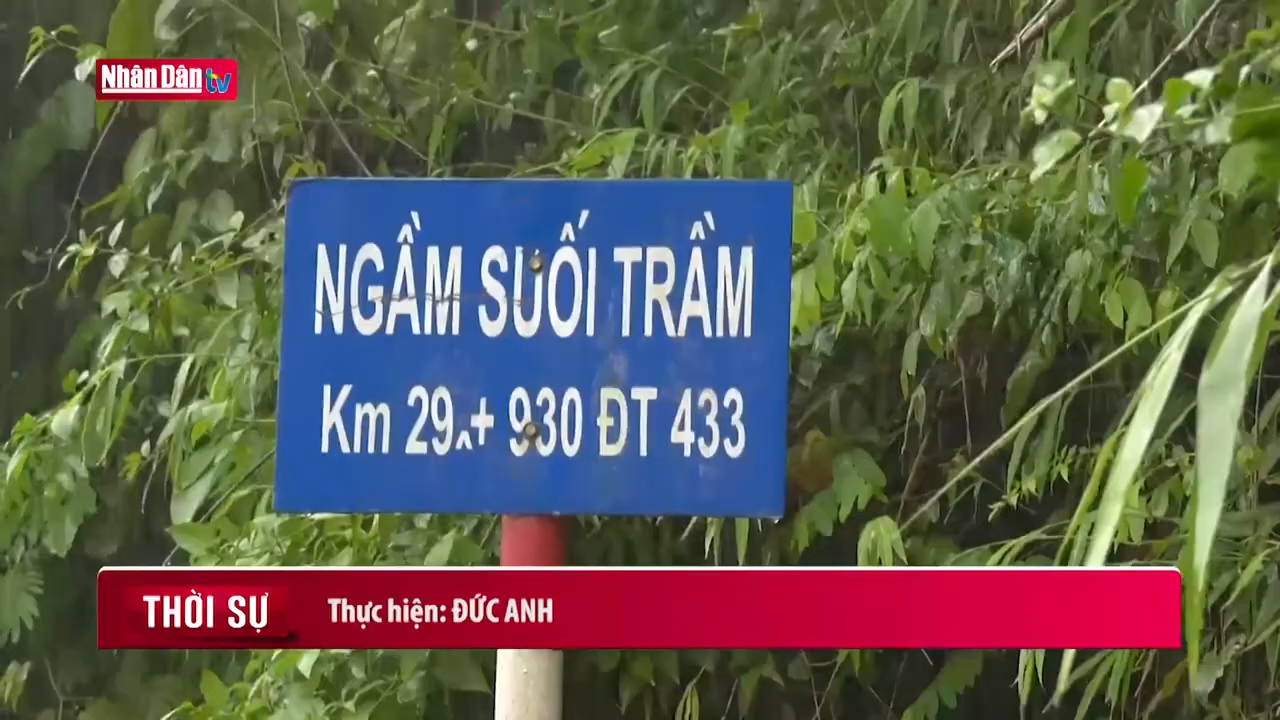 Nhân Dân tv
NGẦM SUỐI TRẦM
Km 29 + 930 ĐT 433
THỜI SỰ
Thực hiện: ĐỨC ANH